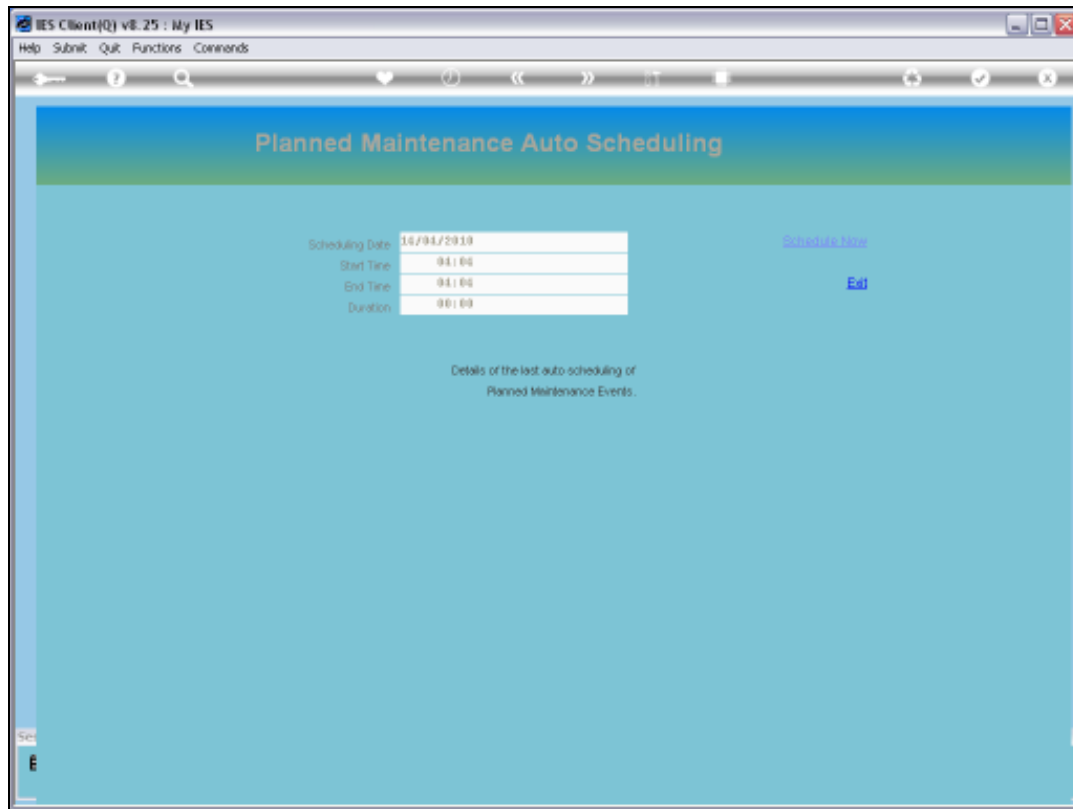 IES Client(Q) v8.25 : My IES
Help Submit Quit Functions Commands
Planned Maintenance Auto Scheduling
Scheduling Date 14/04/2010
Schedule Now
Start Time 04:04
End Time 04:04
Exit
Duration 00:00
Details of the last auto scheduling of
Planned Maintenance Events.